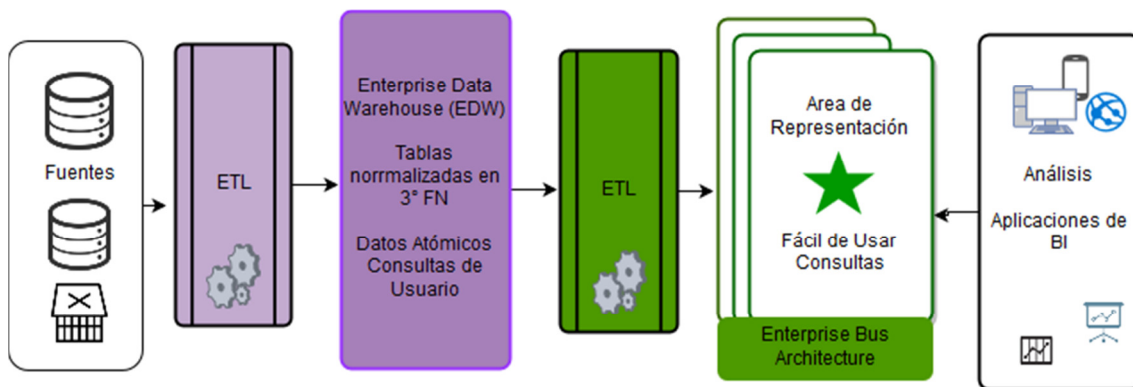 Fuentes
ETL
Enterprise Data
Warehouse (EDW)
Tablas
norrmalizadas en
3° FN
Datos Atómicos
Consultas de
Usuario
ETL
Area de
Representación
Fácil de Usar
Consultas
Enterprise Bus
Architecture
Análisis
Aplicaciones de
BI